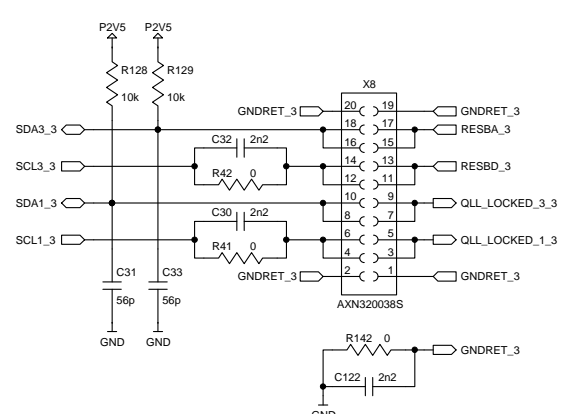 P2V5 P2V5
R128 R129
10k 10k
X8
GNDRET_3 20 19 GNDRET_3
SDA3_3 18 17 RESBA_3
16 15
C32 2n2
SCL3_3 14 13 RESBD_3
R42 0 12 11
SDA1_3 10 9 QLL_LOCKED_3_3
8 7
C30 2n2
SCL1_3 6 5 QLL_LOCKED_1_3
R41 0 4 3
GNDRET_3 2 1 GNDRET_3
C31 C33
56p 56p
AXN320038S
GND GND
R142 0
GNDRET_3
C122 2n2
GND